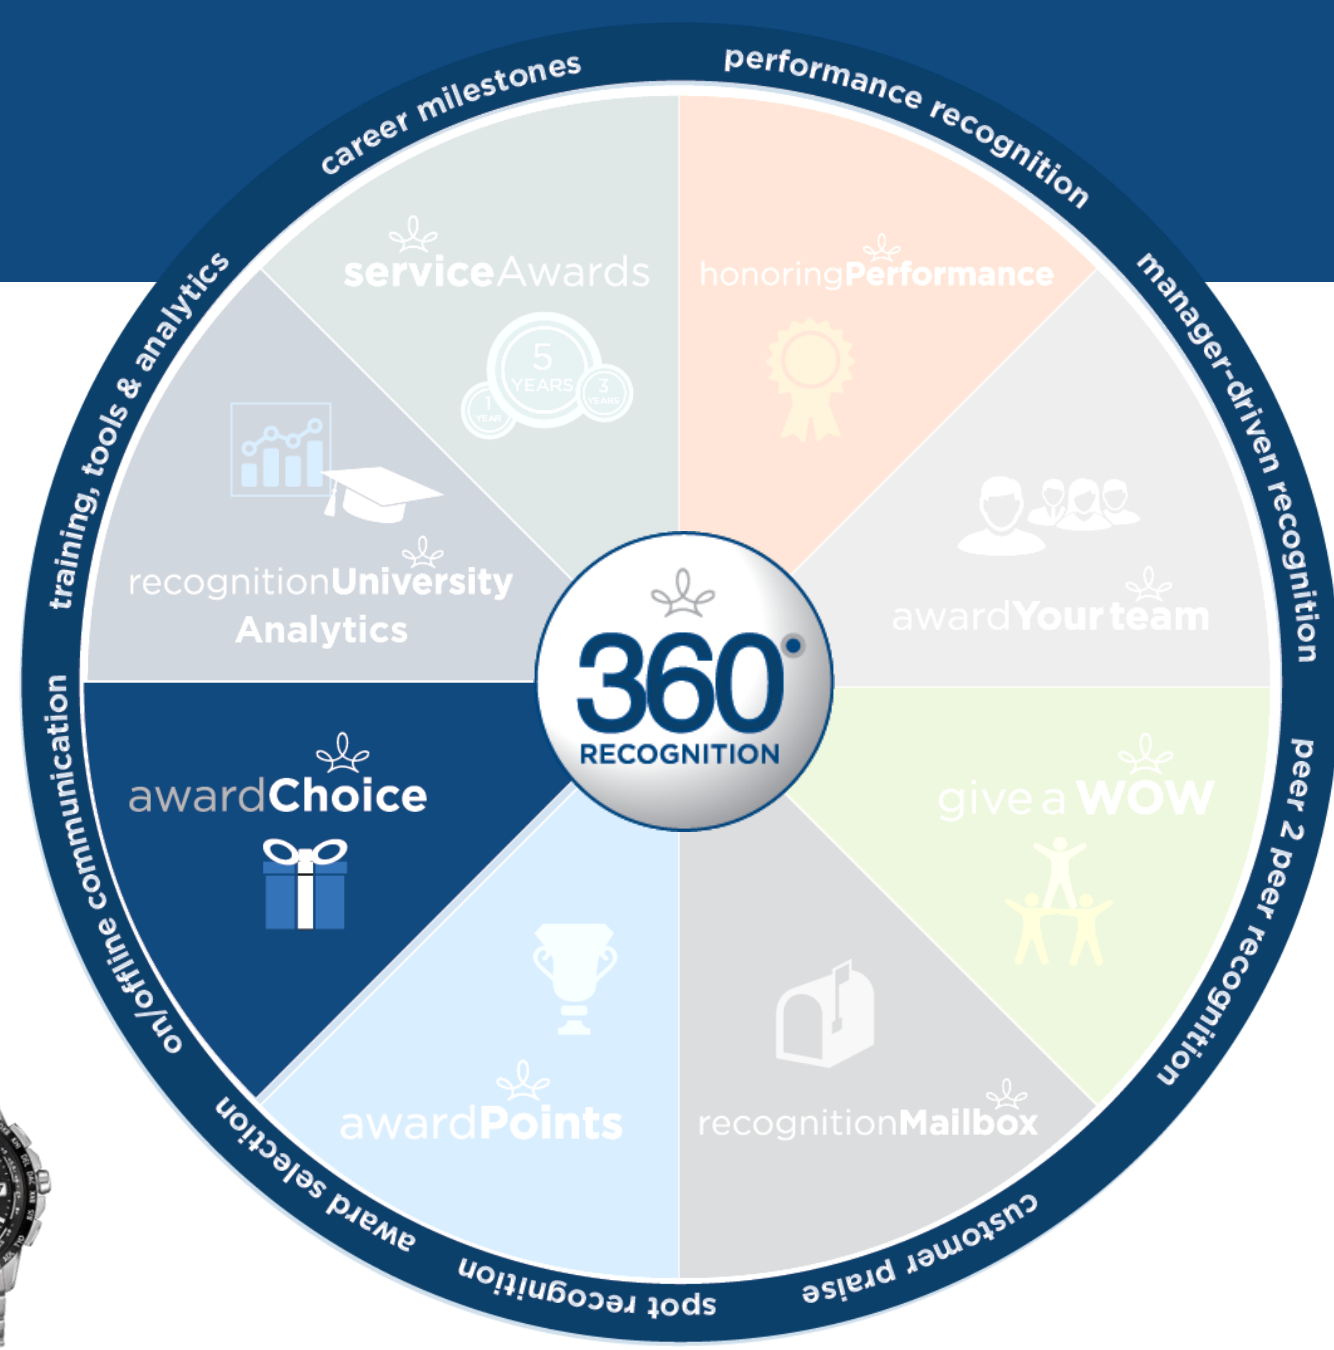 career milestones
performance recognition
manager-driven recognition
peer 2 peer recognition
customer praise
spot recognition
award selection
on/offline communication
training, tools & analytics
serviceAwards
5
YEARS
1
YEAR
3
YEARS
honoringPerformance
awardYourteam
give a WOW
recognitionMailbox
awardPoints
awardChoice
recognitionUniversity
Analytics
360°
RECOGNITION